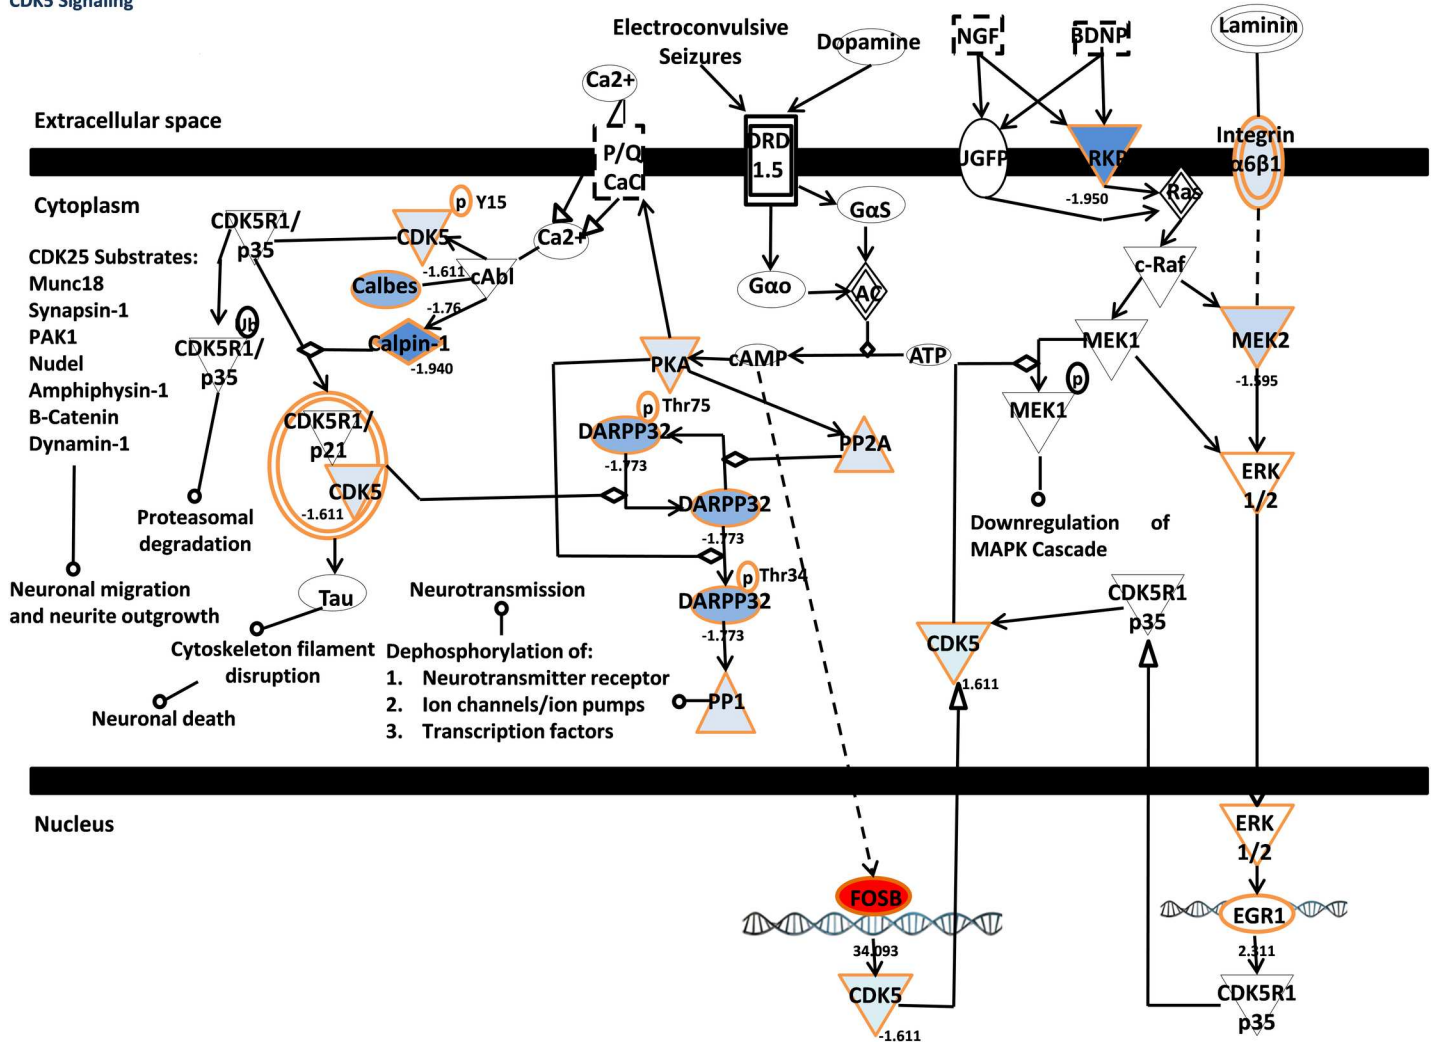 CDK5 Signaling
Electroconvulsive
Seizures
Dopamine
NGF
BDNP
Laminin
Ca2+
Extracellular space
P/Q
CaC
DRD
1.5
JGFP
RKP
Integrin
α6β1
-1.950
Ras
Cytoplasm
CDK5R1/
p35
p
Y15
CDK5
-1.611
Ca2+
GαS
c-Raf
CDK25 Substrates:
Munc18
Synapsin-1
PAK1
Nudel
Amphiphysin-1
B-Catenin
Dynamin-1
Calbes
-1.76
cAbl
Gαo
AC
Ub
CDK5R1/
p35
Calpin-1
-1.940
PKA
cAMP
ATP
MEK1
MEK2
-1.595
p
MEK1
p
Thr75
DARPP32
-1.773
PP2A
CDK5R1/
p21
CDK5
-1.611
DARPP32
-1.773
ERK
1/2
Proteasomal
degradation
Downregulation of
MAPK Cascade
Neuronal migration
and neurite outgrowth
Tau
Neurotransmission
p
Thr34
DARPP32
-1.773
CDK5R1
p35
CDK5
1.611
Cytoskeleton filament
disruption
Neuronal death
Dephosphorylation of:
1. Neurotransmitter receptor
2. Ion channels/ion pumps
3. Transcription factors
PP1
Nucleus
ERK
1/2
FOSB
34.093
EGR1
2.311
CDK5
-1.611
CDK5R1
p35